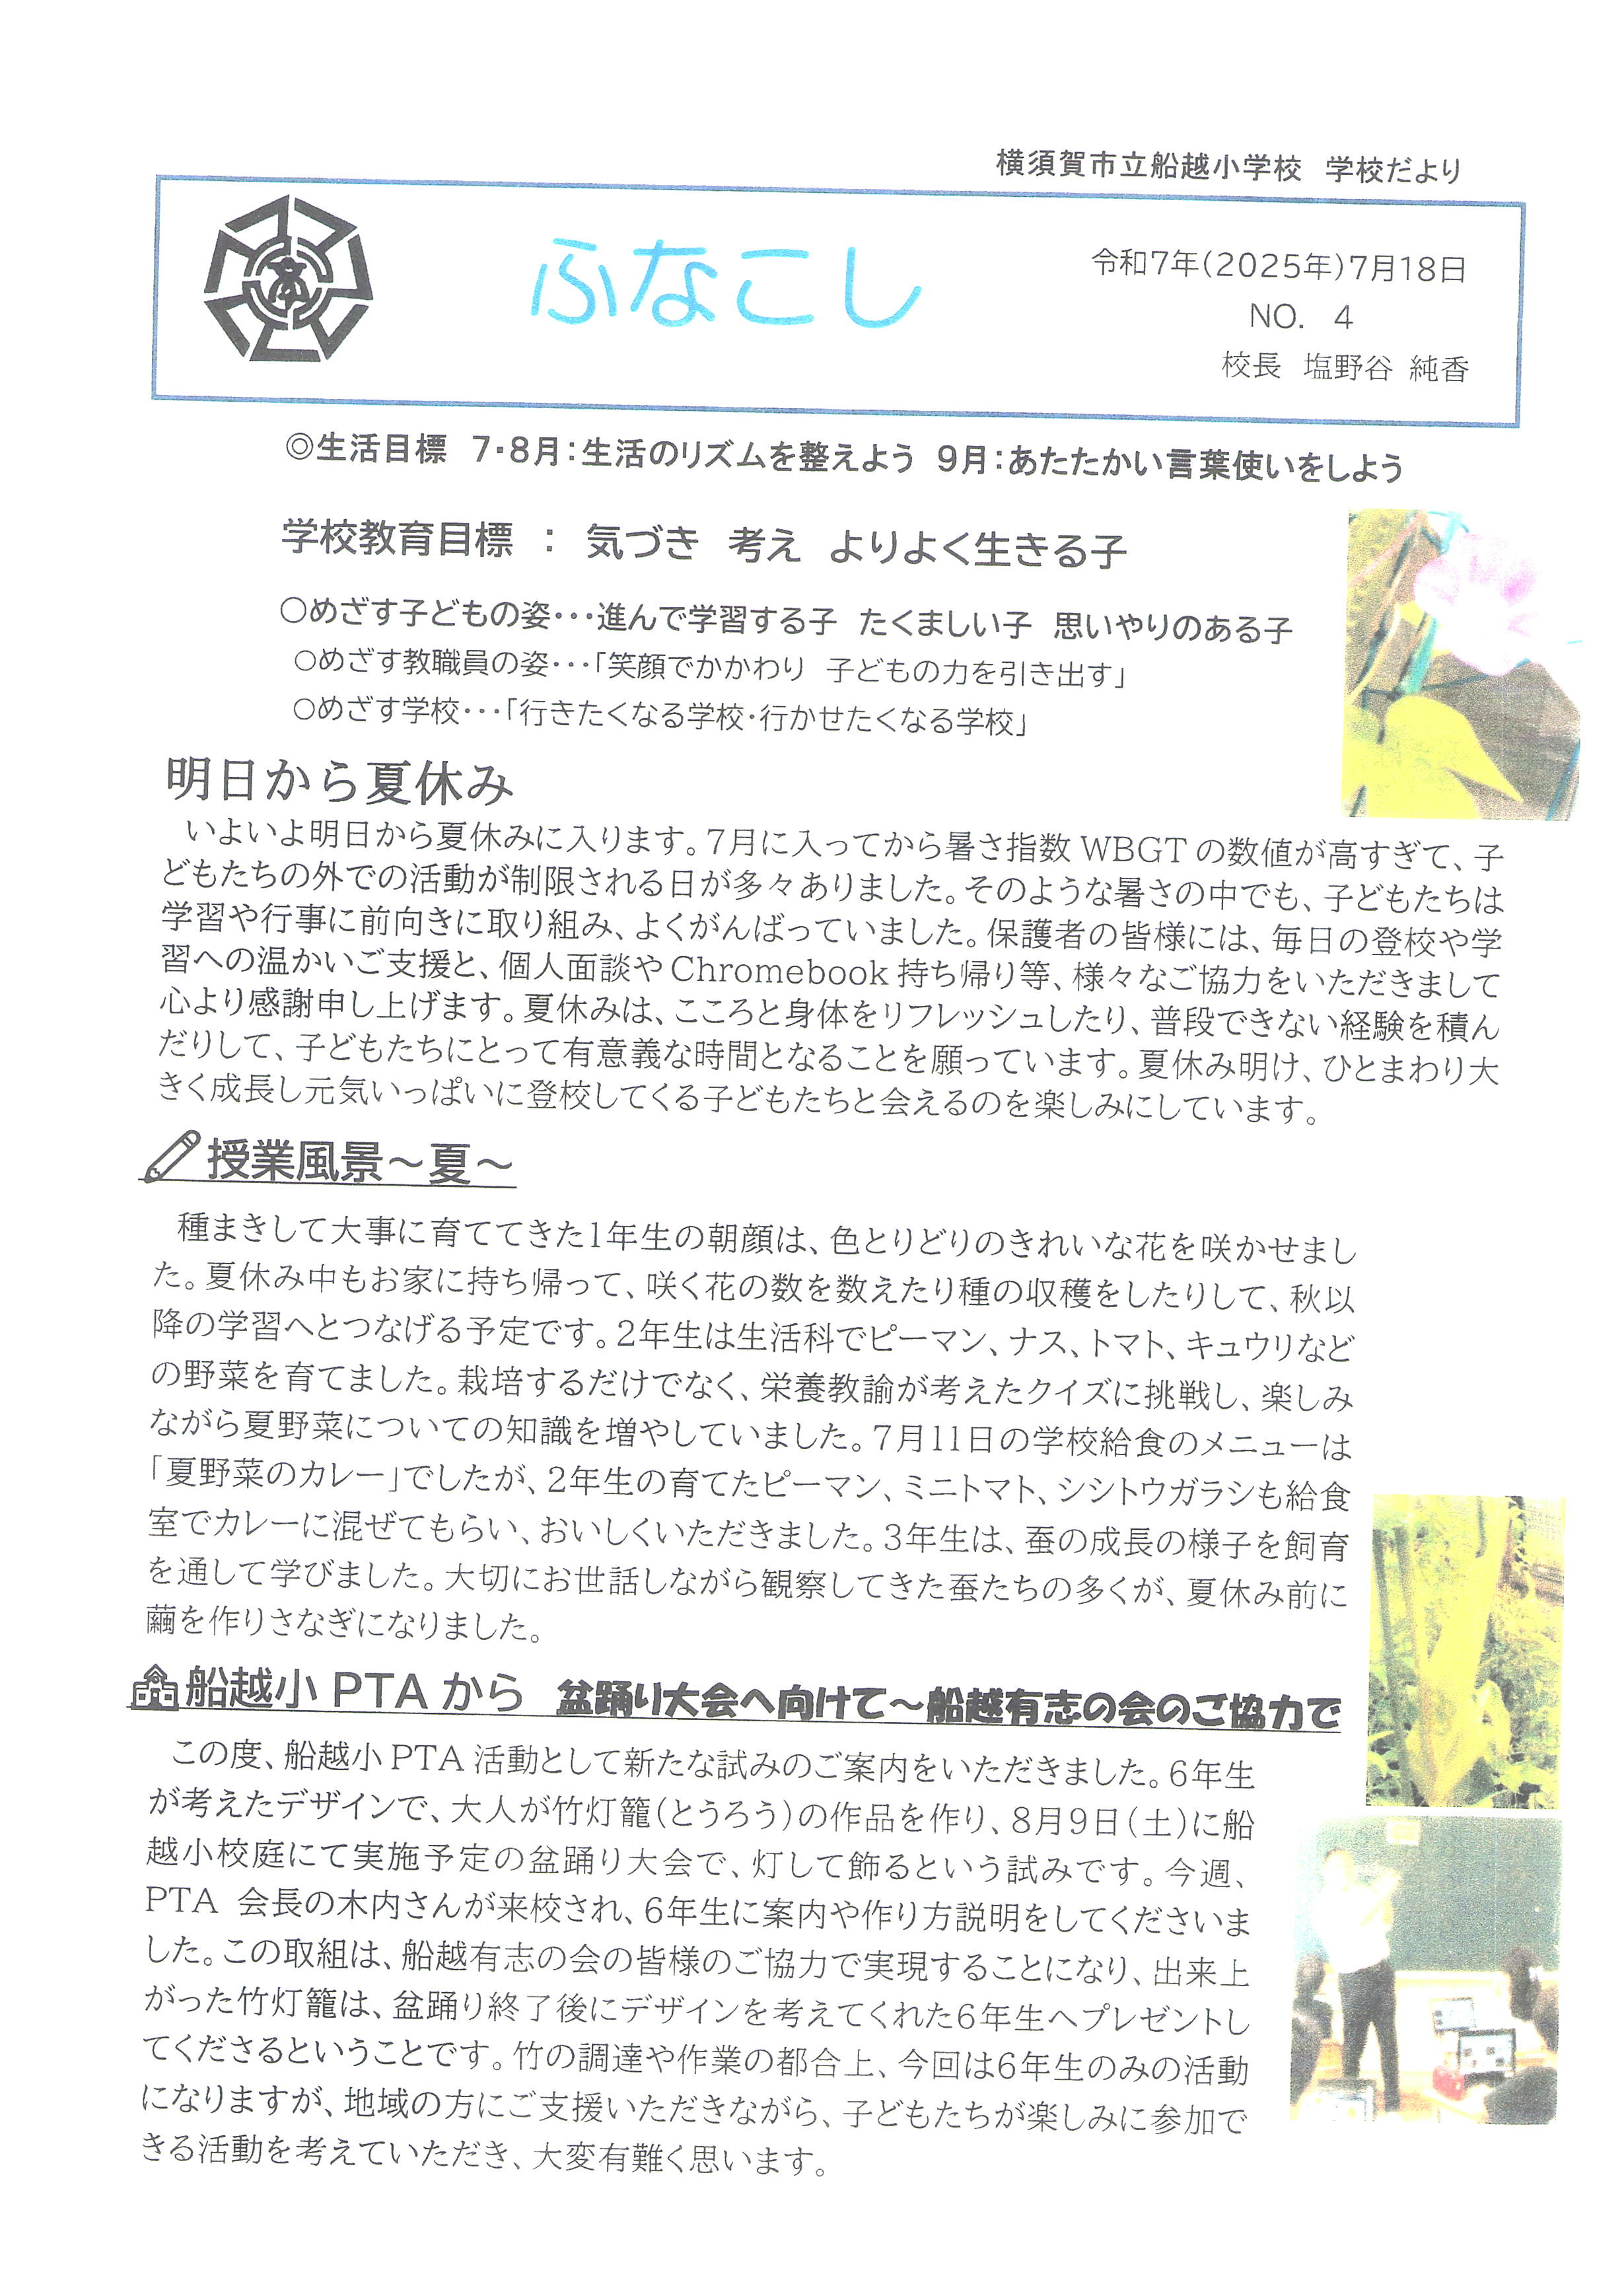 横須賀市立船越小学校　学校だより
ふなこし
令和7年(2025年)7月18日
NO.　4
校長　塩野谷 純香
◎生活目標　7・8月：生活のリズムを整えよう　9月：あたたかい言葉使いをしよう
学校教育目標　：　気づき　考え　よりよく生きる子
○めざす子どもの姿・・・進んで学習する子　たくましい子　思いやりのある子
○めざす教職員の姿・・・「笑顔でかかわり　子どもの力を引き出す」
○めざす学校・・・「行きたくなる学校・行かせたくなる学校」
明日から夏休み
いよいよ明日から夏休みに入ります。7月に入ってから暑さ指数 WBGT の数値が高すぎて、子
どもたちの外での活動が制限される日が多々ありました。そのような暑さの中でも、子どもたちは
学習や行事に前向きに取り組み、よくがんばっていました。保護者の皆様には、毎日の登校や学
習への温かいご支援と、個人面談や Chromebook 持ち帰り等、様々なご協力をいただきまして
心より感謝申し上げます。夏休みは、こころと身体をリフレッシュしたり、普段できない経験を積ん
だりして、子どもたちにとって有意義な時間となることを願っています。夏休み明け、ひとまわり大
きく成長し元気いっぱいに登校してくる子どもたちと会えるのを楽しみにしています。
授業風景～夏～
種まきして大事に育ててきた1年生の朝顔は、色とりどりのきれいな花を咲かせまし
た。夏休み中もお家に持ち帰って、咲く花の数を数えたり種の収穫をしたりして、秋以
降の学習へとつなげる予定です。2年生は生活科でピーマン、ナス、トマト、キュウリなど
の野菜を育てました。栽培するだけでなく、栄養教諭が考えたクイズに挑戦し、楽しみ
ながら夏野菜についての知識を増やしていました。7月11日の学校給食のメニューは
「夏野菜のカレー」でしたが、2年生の育てたピーマン、ミニトマト、シシトウガラシも給食
室でカレーに混ぜてもらい、おいしくいただきました。3年生は、蚕の成長の様子を飼育
を通して学びました。大切にお世話しながら観察してきた蚕たちの多くが、夏休み前に
繭を作りさなぎになりました。
船越小 PTA から　盆踊り大会へ向けて～船越有志の会のご協力で
この度、船越小 PTA 活動として新たな試みのご案内をいただきました。6年生
が考えたデザインで、大人が竹灯籠(とうろう)の作品を作り、8月9日(土)に船
越小校庭にて実施予定の盆踊り大会で、灯して飾るという試みです。今週、
PTA 会長の木内さんが来校され、6年生に案内や作り方説明をしてくださいま
した。この取組は、船越有志の会の皆様のご協力で実現することになり、出来上
がった竹灯籠は、盆踊り終了後にデザインを考えてくれた6年生へプレゼントし
てくださるということです。竹の調達や作業の都合上、今回は6年生のみの活動
になりますが、地域の方にご支援いただきながら、子どもたちが楽しみに参加で
きる活動を考えていただき、大変有難く思います。